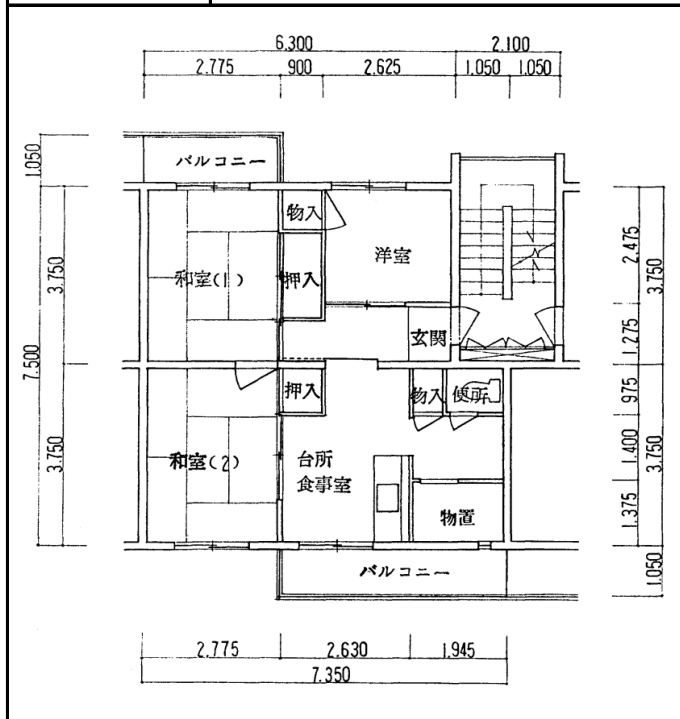 6.300 2.100
2.775 900 2.625 1.050 1.050
1.050
バルコニー
物入
洋室
和室(1)
押入
玄関
3.750
7.500
3.750
2.475
3.750
1.275
押入
物入
便所
975
和室(2)
台所
食事室
1.400
3.750
物置
1.375
バルコニー
1.050
2.775 2.630 1.945
7.350